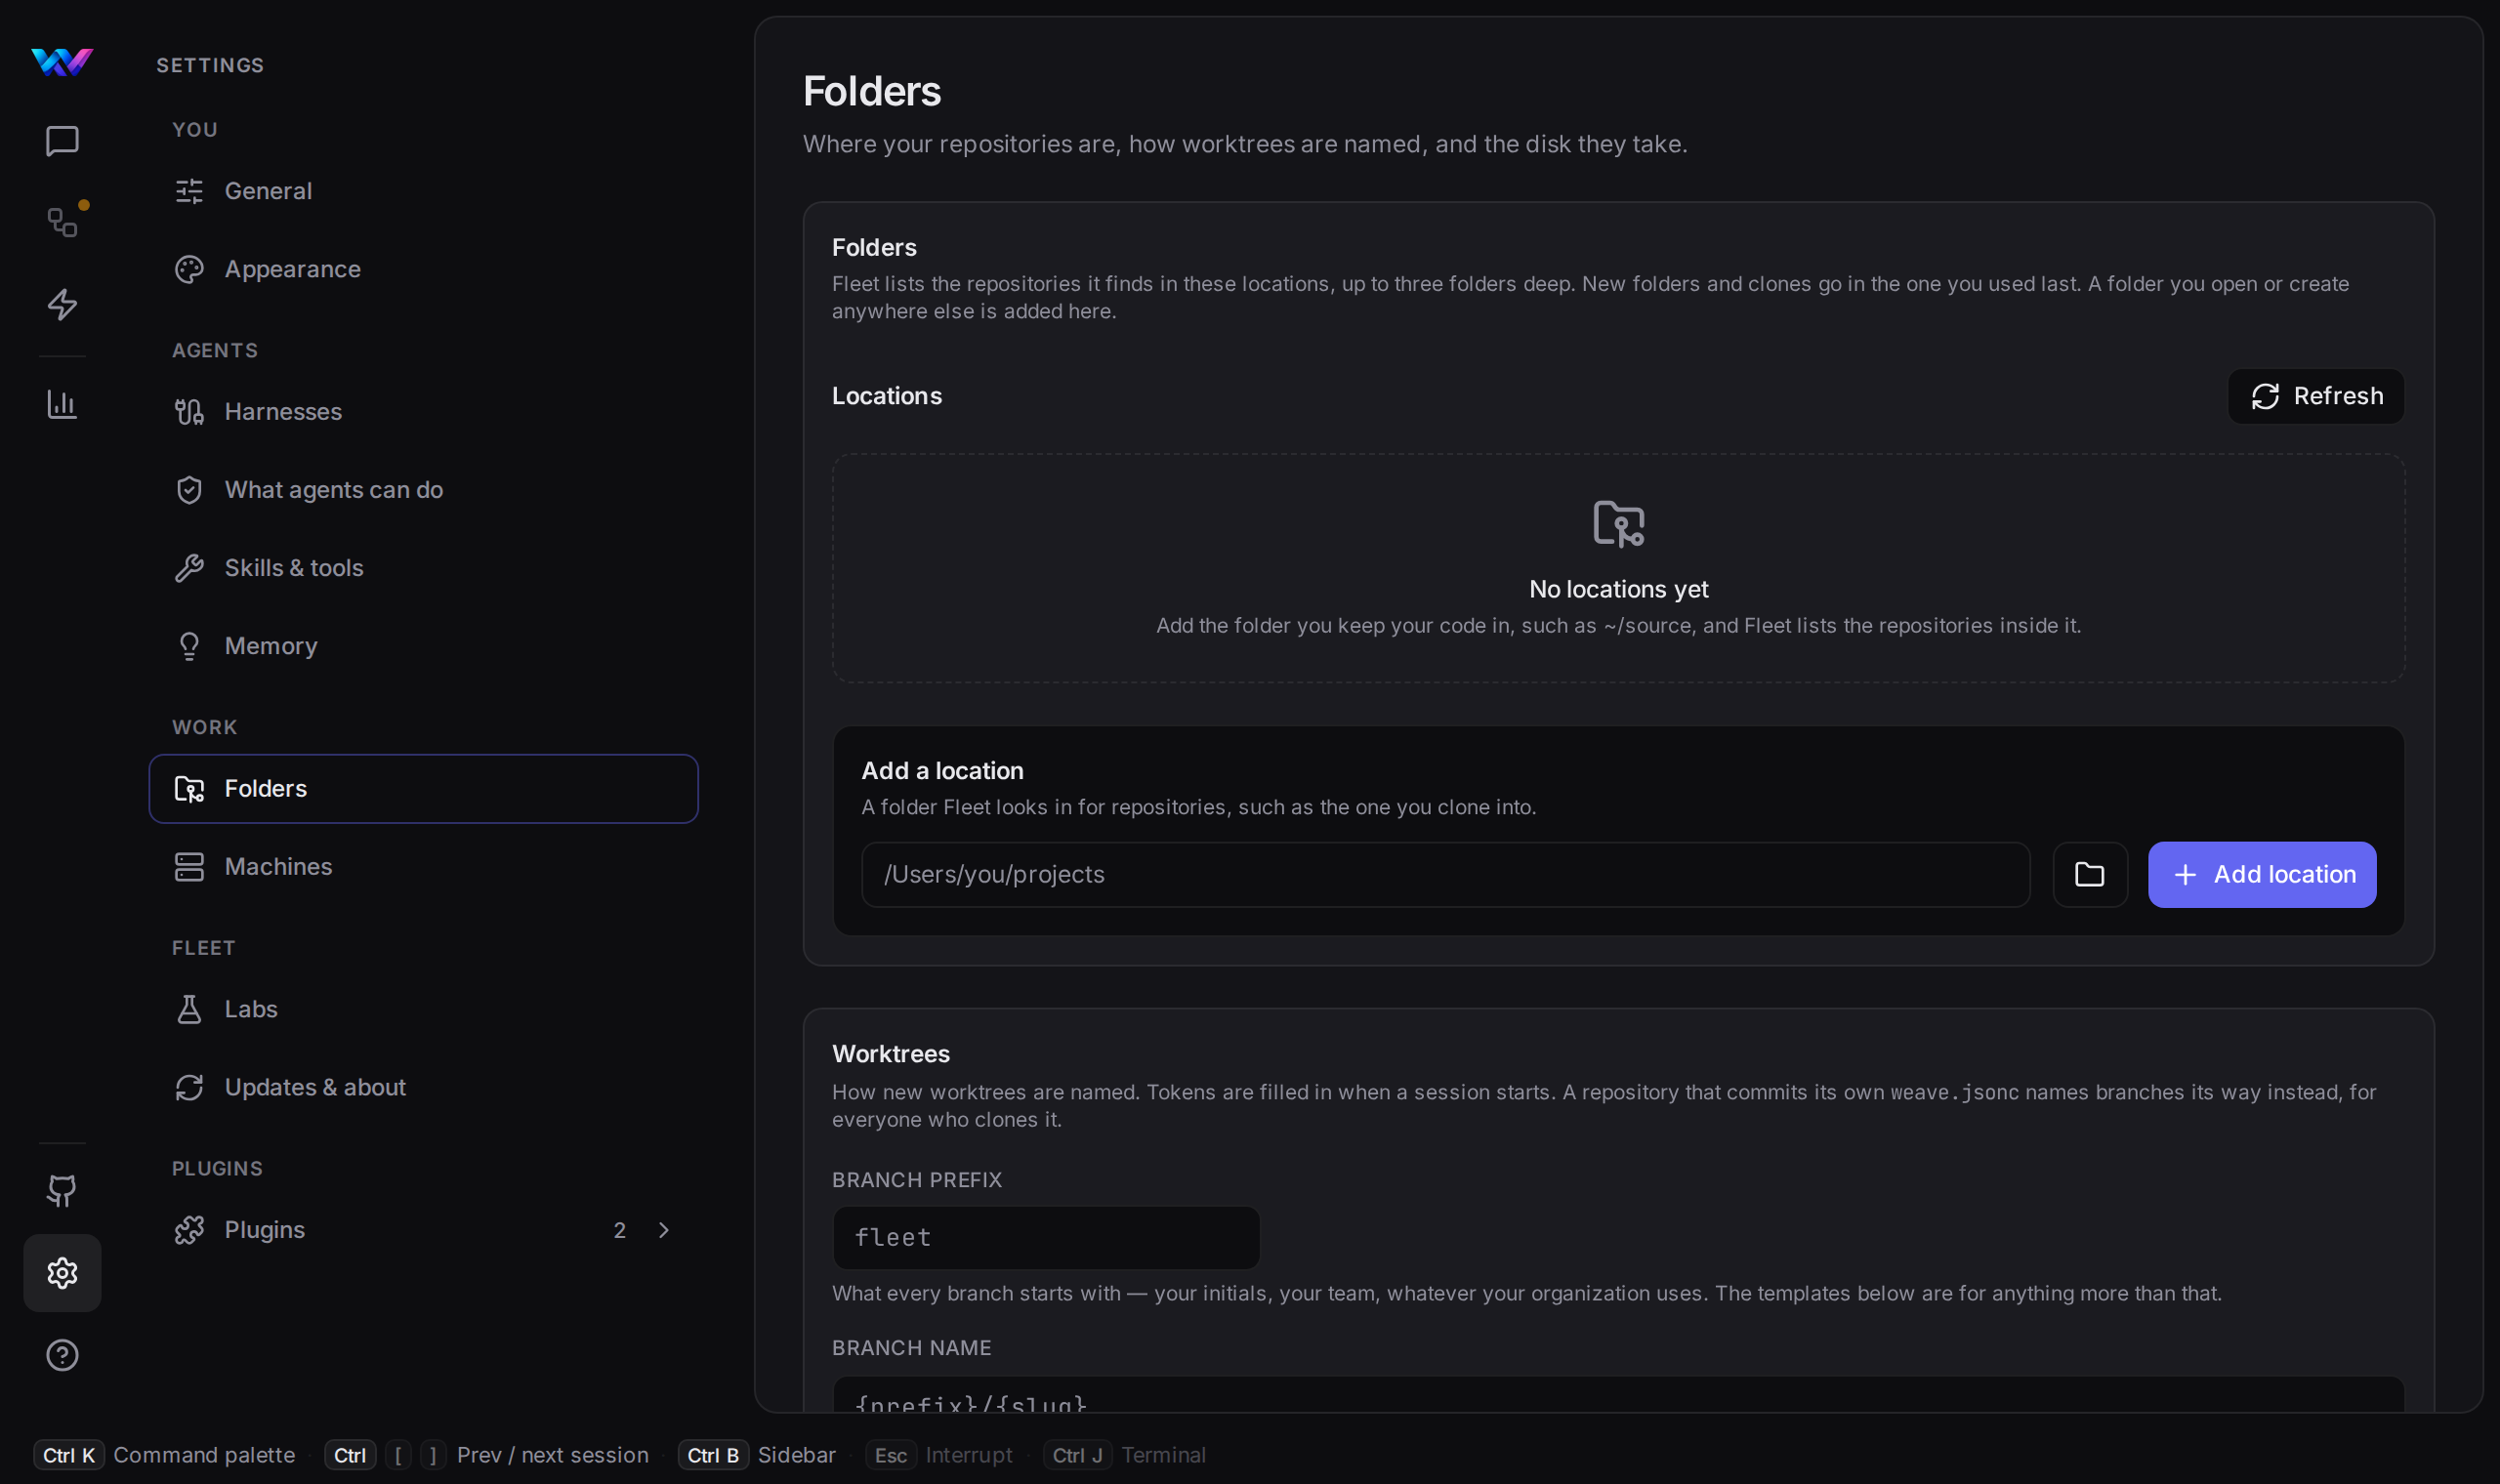 SETTINGS
YOU
General
Appearance
AGENTS
Harnesses
What agents can do
Skills & tools
Memory
WORK
Folders
Machines
FLEET
Labs
Updates & about
PLUGINS
Plugins 2
Folders
Where your repositories are, how worktrees are named, and the disk they take.
Folders
Fleet lists the repositories it finds in these locations, up to three folders deep. New folders and clones go in the one you used last. A folder you open or create
anywhere else is added here.
Locations
Refresh
No locations yet
Add the folder you keep your code in, such as ~/source, and Fleet lists the repositories inside it.
Add a location
A folder Fleet looks in for repositories, such as the one you clone into.
/Users/you/projects
Add location
Worktrees
How new worktrees are named. Tokens are filled in when a session starts. A repository that commits its own weave.jsonc names branches its way instead, for
everyone who clones it.
BRANCH PREFIX
fleet
What every branch starts with — your initials, your team, whatever your organization uses. The templates below are for anything more than that.
BRANCH NAME
{prefix}/{slug}
Ctrl K Command palette · Ctrl [ ] Prev / next session · Ctrl B Sidebar · Esc Interrupt · Ctrl J Terminal